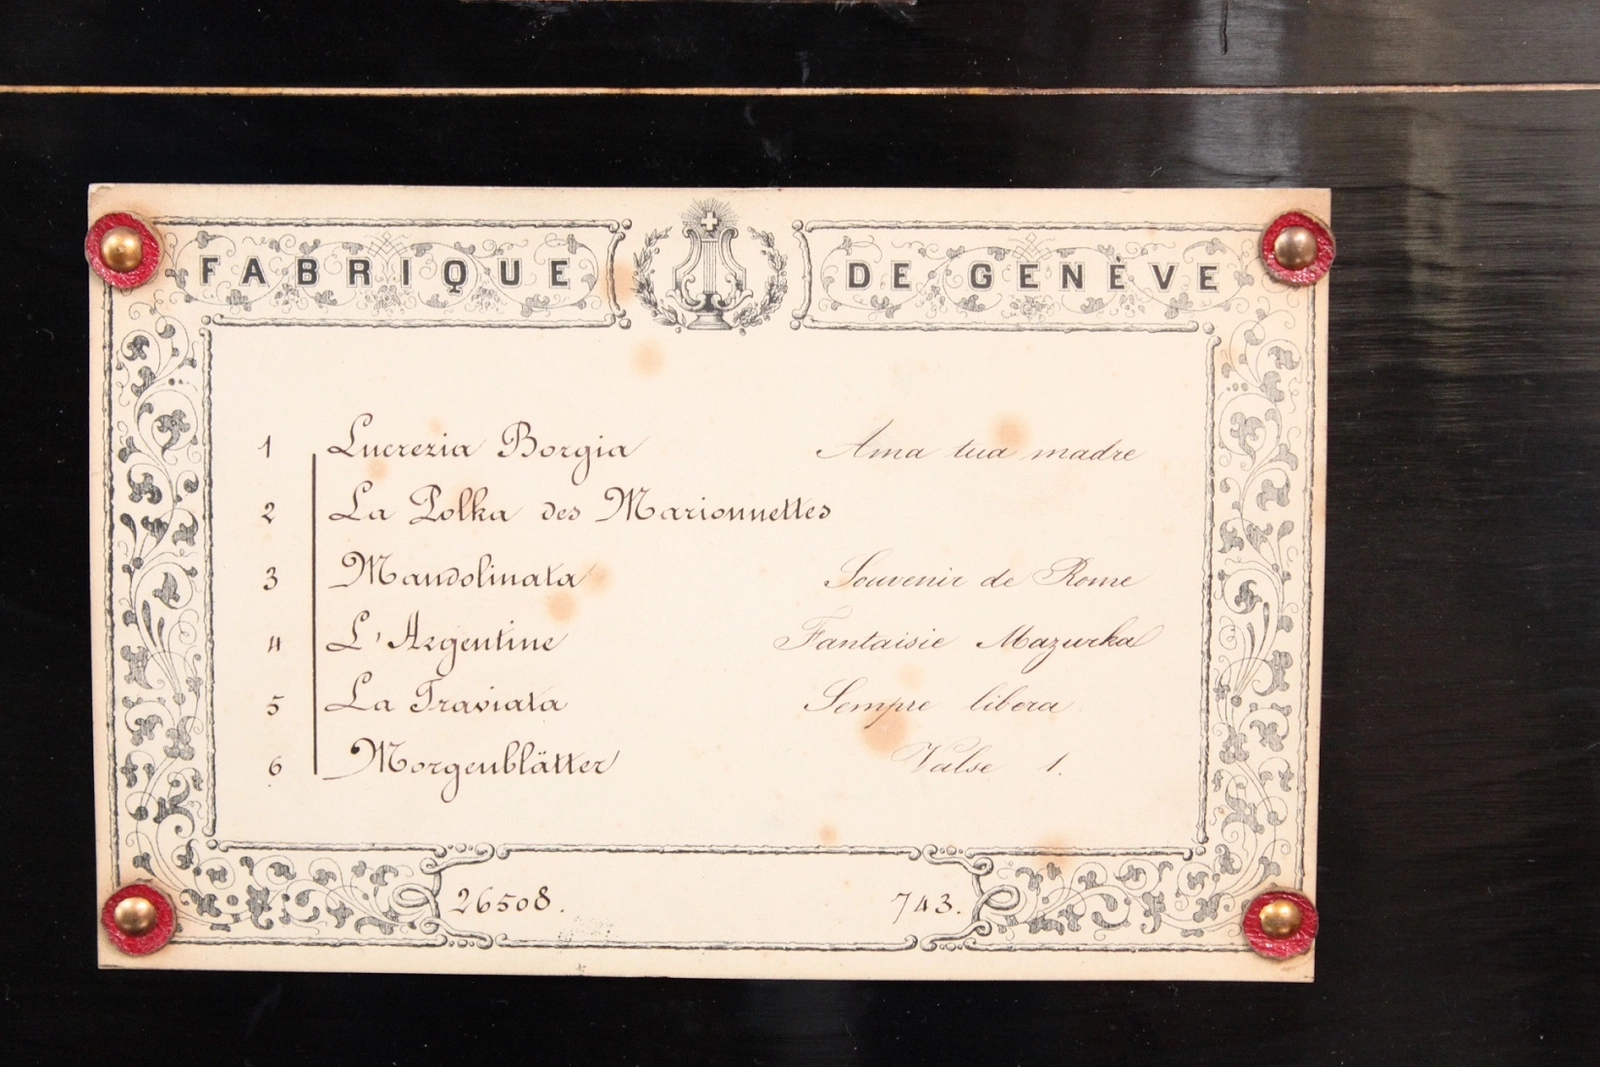 FABRIQUE DE GENÈVE
1 Lucrezia Borgia Ama tua madre
2 La Polka des Marionnettes
3 Mandolinata Souvenir de Rome
4 L'Argentine Fantaisie Mazurka
5 La Traviata Sempre libera
6 Morgenblätter Valse 1.
26508. 743.